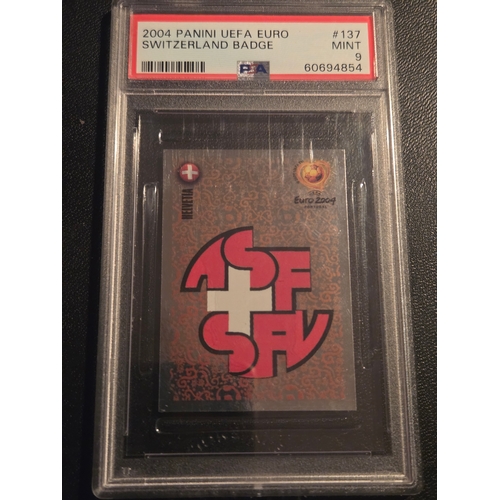 2004 PANINI UEFA EURO #137
SWITZERLAND BADGE MINT
PSA 9
60694854
HELVETIA
EURO 2004
ASF
SFV